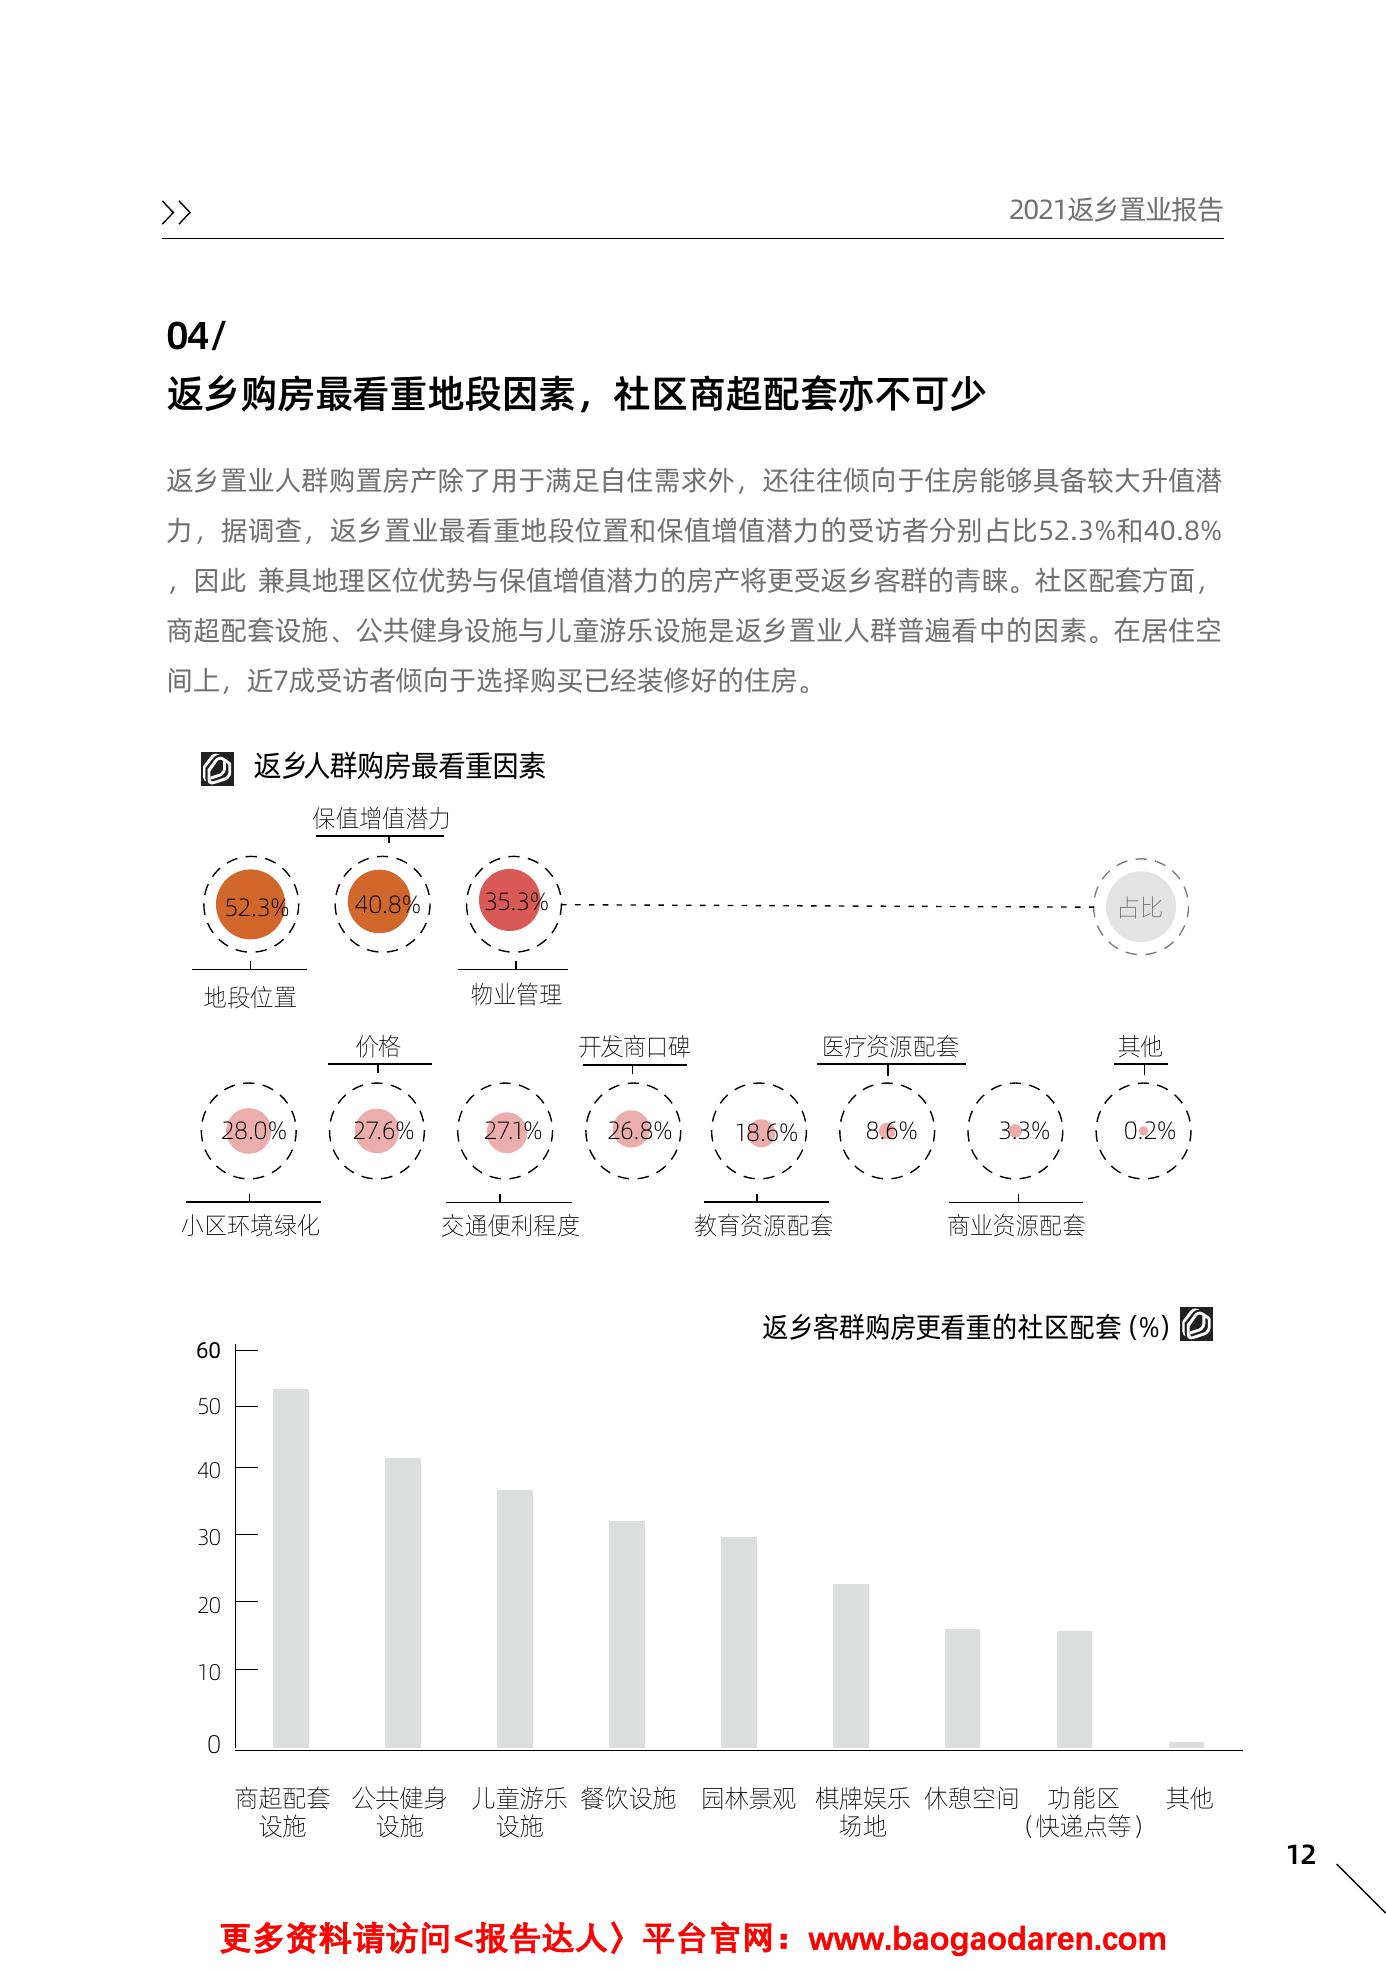 2021返乡置业报告
04/
返乡购房最看重地段因素，社区商超配套亦不可少
返乡置业人群购置房产除了用于满足自住需求外，还往往倾向于住房能够具备较大升值潜
力，据调查，返乡置业最看重地段位置和保值增值潜力的受访者分别占比52.3%和40.8%
，因此 兼具地理区位优势与保值增值潜力的房产将更受返乡客群的青睐。社区配套方面，
商超配套设施、公共健身设施与儿童游乐设施是返乡置业人群普遍看中的因素。在居住空
间上，近7成受访者倾向于选择购买已经装修好的住房。
返乡人群购房最看重因素
保值增值潜力
52.3% 40.8% 35.3% 占比
地段位置 物业管理
价格 开发商口碑 医疗资源配套 其他
28.0% 27.6% 27.1% 26.8% 18.6% 8.6% 3.3% 0.2%
小区环境绿化 交通便利程度 教育资源配套 商业资源配套
返乡客群购房更看重的社区配套 (%)
60
50
40
30
20
10
0
商超配套 公共健身 儿童游乐 餐饮设施 园林景观 棋牌娱乐 休憩空间 功能区 其他
设施 设施 设施 场地 （快递点等）
12
更多资料请访问<报告达人〉平台官网：www.baogaodaren.com